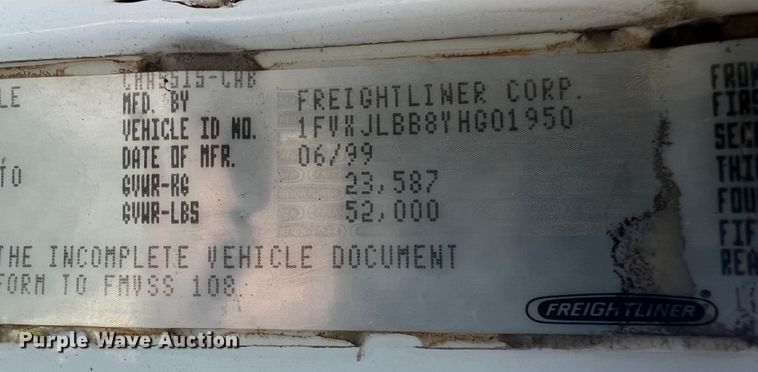 CHASSIS-CAB
LE
MFD. BY FREIGHTLINER CORP.
VEHICLE ID NO. 1FVXJLBB8YHG01950
DATE OF MFR. 06/99
TO
GVWR-KG 23,587
GVWR-LBS 52,000
THE INCOMPLETE VEHICLE DOCUMENT
FORM TO FMVSS 108
FRON
FIRS
SEC
THI
FOU
FIF
REA
FREIGHTLINER
Purple Wave Auction